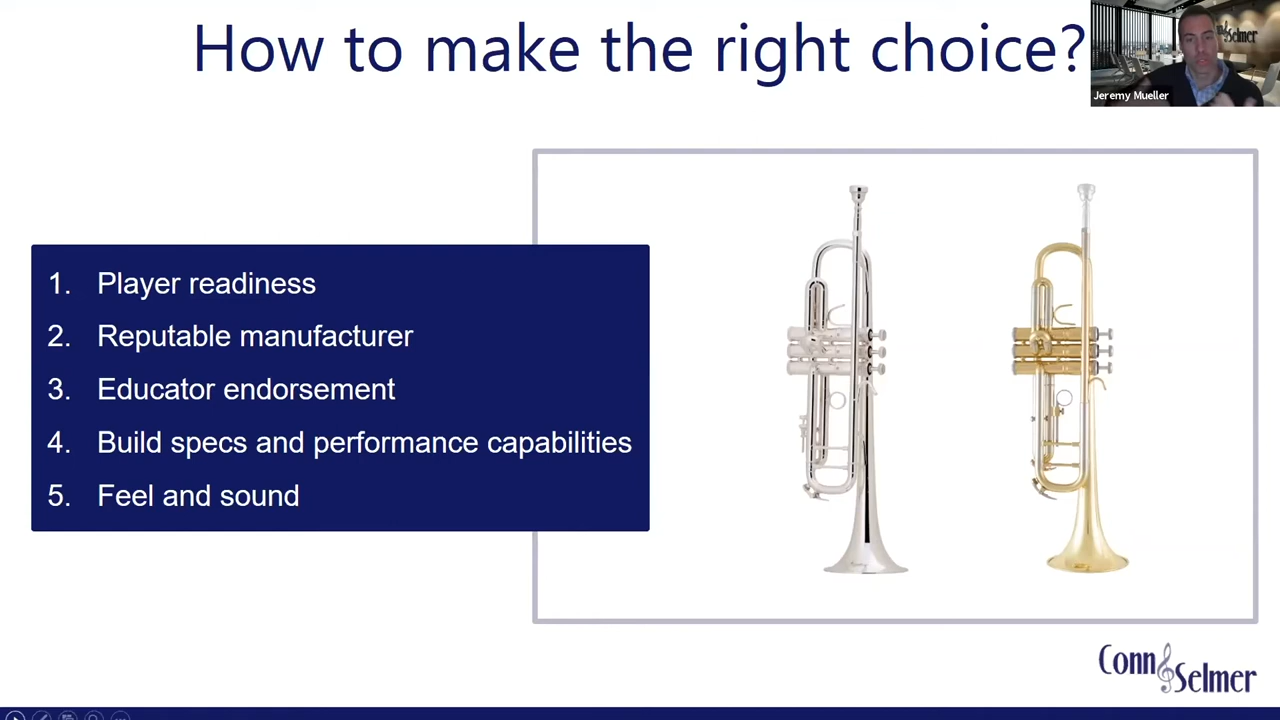 How to make the right choice?
Selmer
Jeremy Mueller
1. Player readiness
2. Reputable manufacturer
3. Educator endorsement
4. Build specs and performance capabilities
5. Feel and sound
Conn Selmer